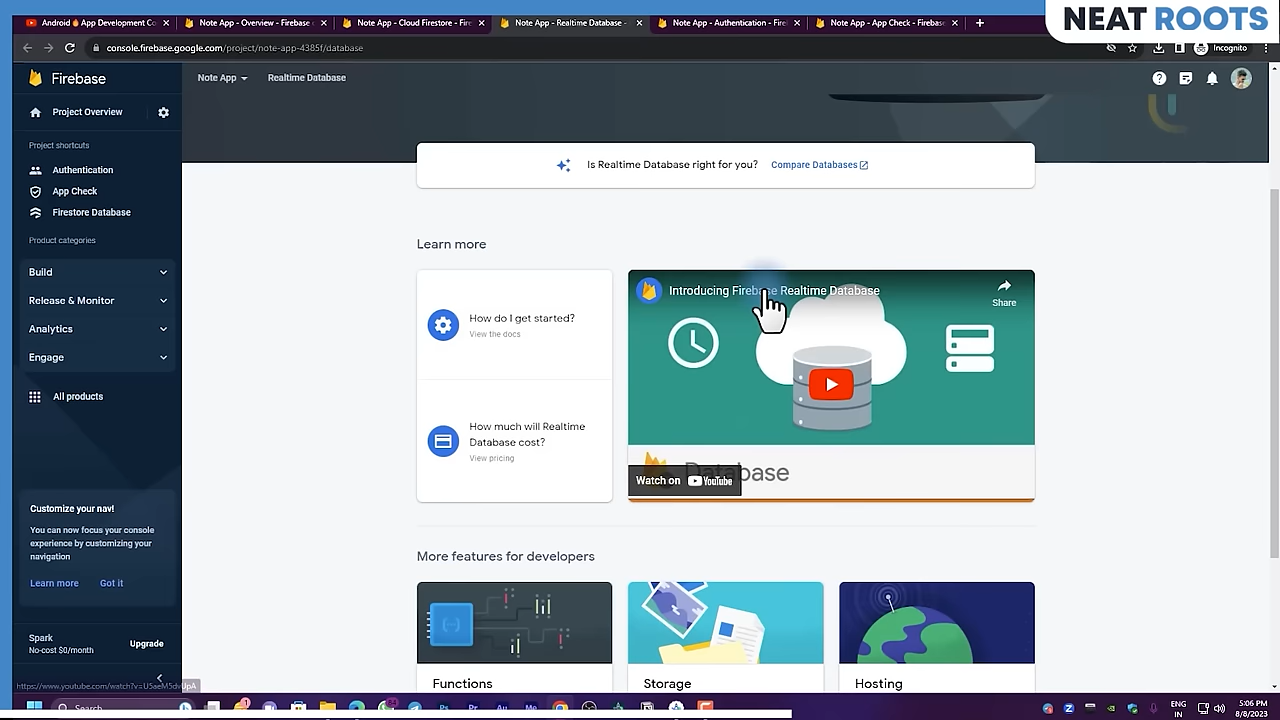 Android 🔥 App Development Co
Note App - Overview - Firebase c
Note App - Cloud Firestore - Fire
Note App - Realtime Database -
Note App - Authentication - Fire
Note App - App Check - Firebase
NEAT ROOTS
console.firebase.google.com/project/note-app-4385f/database
Incognito
Firebase
Note App
Realtime Database
Project Overview
Project shortcuts
Authentication
App Check
Firestore Database
Product categories
Build
Release & Monitor
Analytics
Engage
All products
Customize your nav!
You can now focus your console
experience by customizing your
navigation
Learn more
Got it
Spark
No-cost $0/month
Upgrade
Is Realtime Database right for you?
Compare Databases
Learn more
How do I get started?
View the docs
How much will Realtime
Database cost?
View pricing
Introducing Firebase Realtime Database
Share
Database
Watch on YouTube
More features for developers
Functions
Storage
Hosting
Search
ENG
IN
5:06 PM
8/8/2023